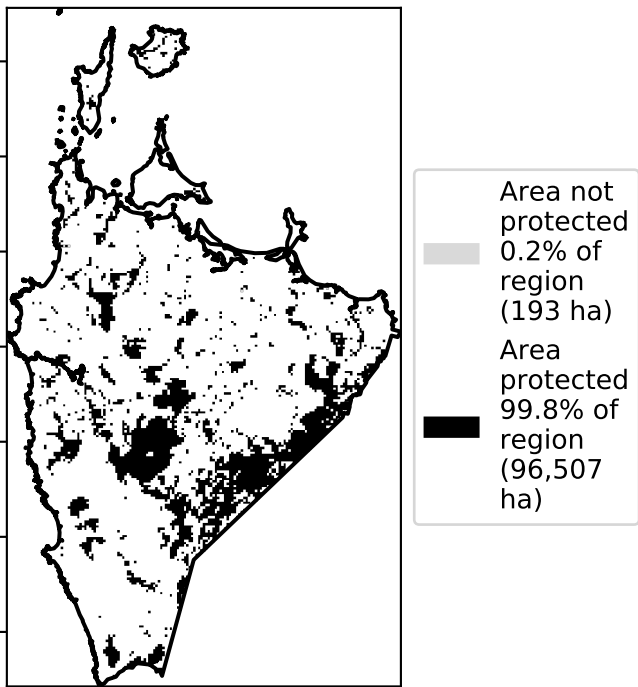 Area not
protected
0.2% of
region
(193 ha)
Area
protected
99.8% of
region
(96,507
ha)